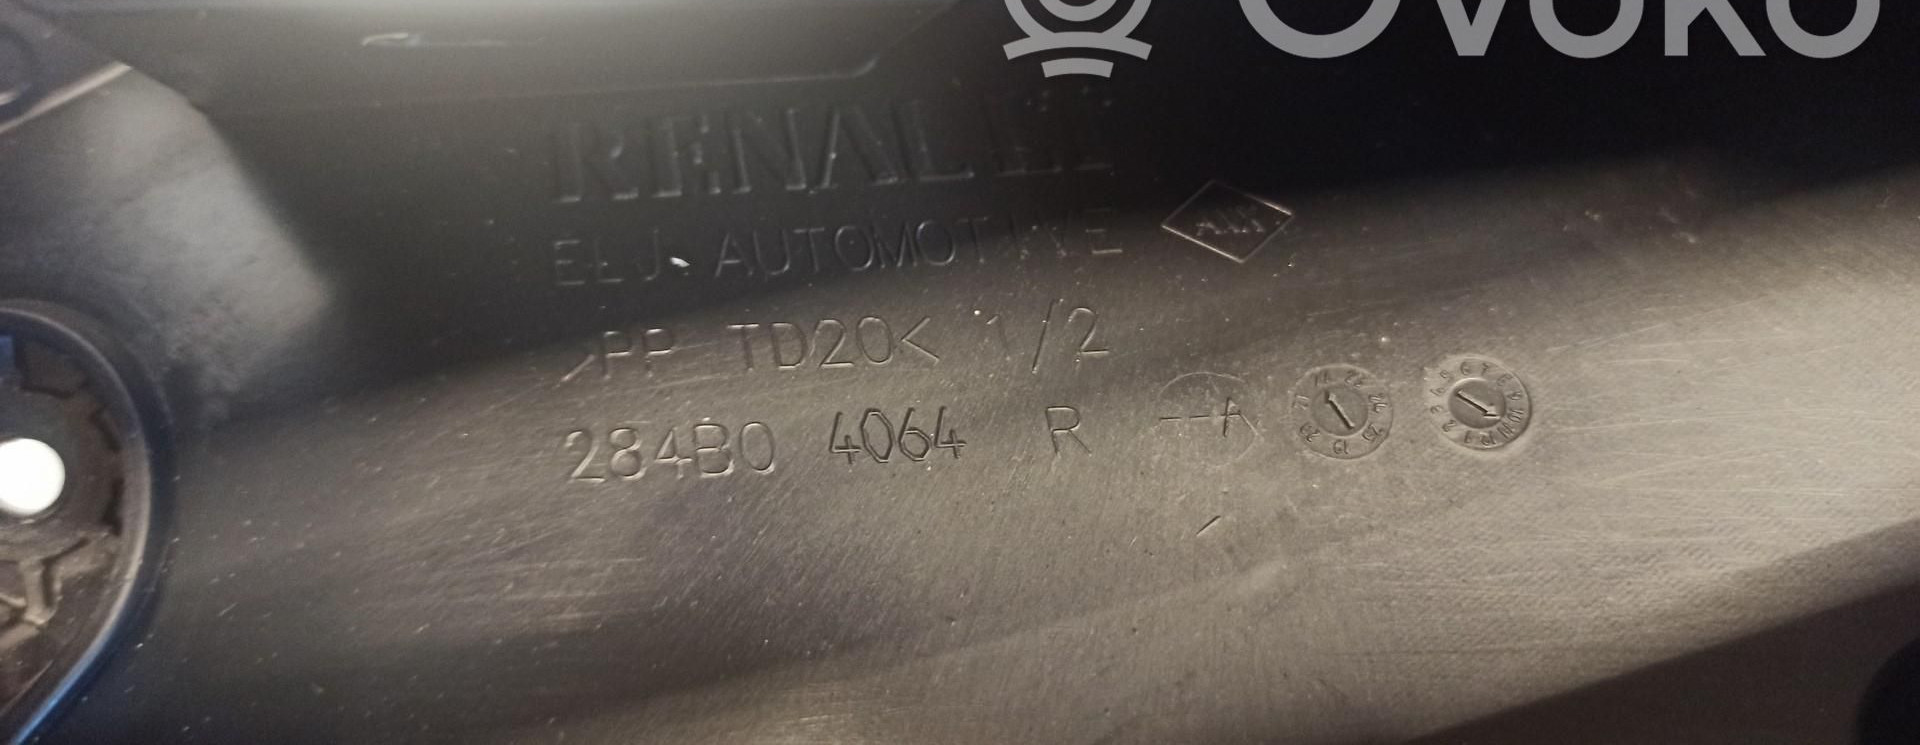 OVOKO
RENAULT
ELJ AUTOMOTIVE
>PP TD20< 1/2
284B0 4064 R --A